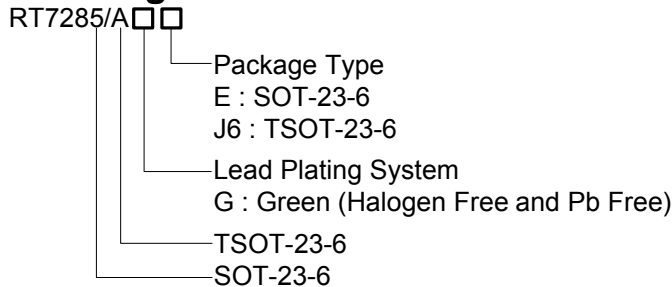 RT7285/A
Package Type
E : SOT-23-6
J6 : TSOT-23-6
Lead Plating System
G : Green (Halogen Free and Pb Free)
TSOT-23-6
SOT-23-6